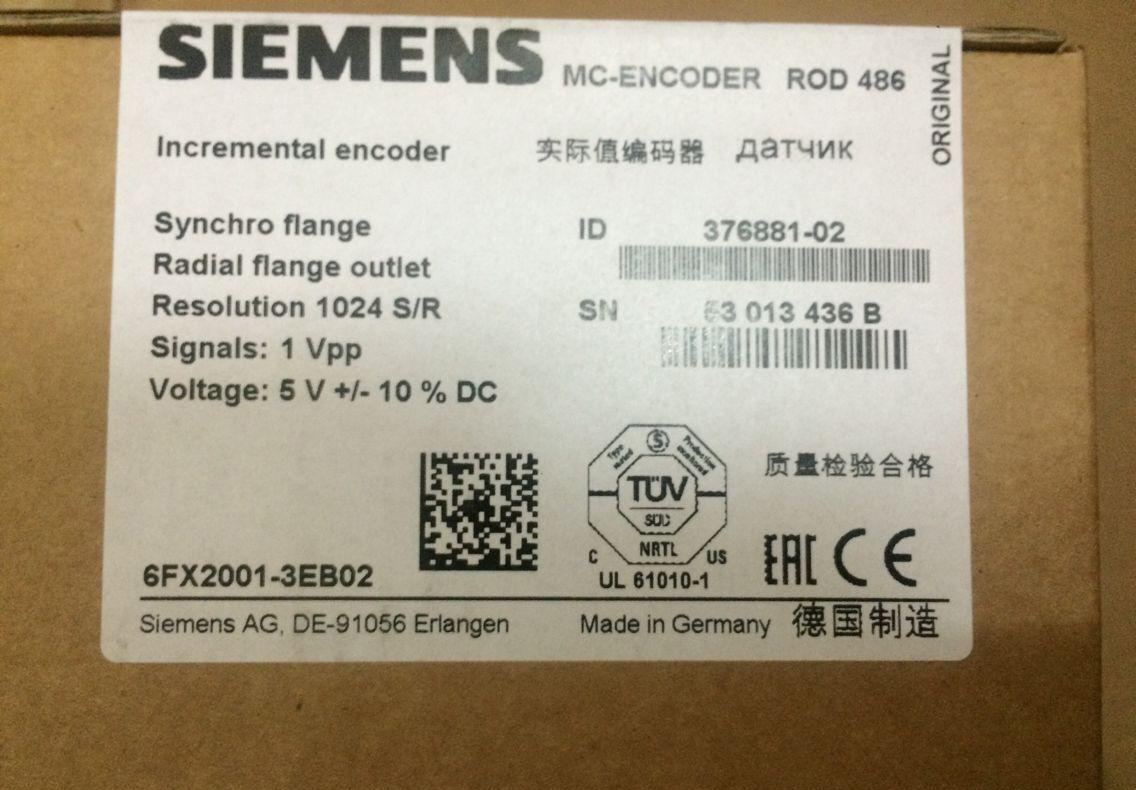 SIEMENS MC-ENCODER ROD 486
ORIGINAL
Incremental encoder 实际值编码器 датчик
Synchro flange ID 376881-02
Radial flange outlet
Resolution 1024 S/R SN 53 013 436 B
Signals: 1 Vpp
Voltage: 5 V +/- 10 % DC
Type tested
S
Production monitored
TÜV
SÜD
C NRTL US
UL 61010-1
质量检验合格
EAC CE
6FX2001-3EB02
Siemens AG, DE-91056 Erlangen Made in Germany 德国制造